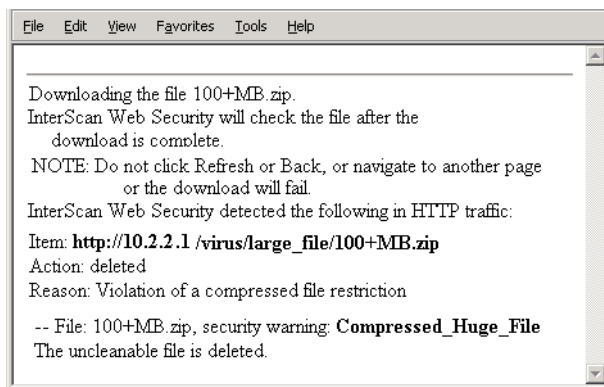 File Edit View Favorites Tools Help
Downloading the file 100+MB.zip.
InterScan Web Security will check the file after the
download is complete.
NOTE: Do not click Refresh or Back, or navigate to another page
or the download will fail.
InterScan Web Security detected the following in HTTP traffic:
Item: http://10.2.2.1 /virus/large_file/100+MB.zip
Action: deleted
Reason: Violation of a compressed file restriction
-- File: 100+MB.zip, security warning: Compressed_Huge_File
The uncleanable file is deleted.